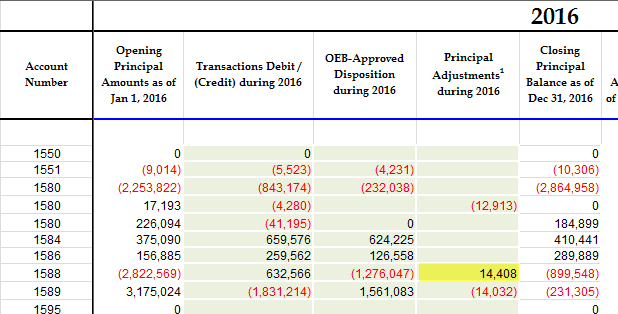 2016
Account Number
Opening Principal Amounts as of Jan 1, 2016
Transactions Debit / (Credit) during 2016
OEB-Approved Disposition during 2016
Principal Adjustments1 during 2016
Closing Principal Balance as of Dec 31, 2016
A
of
1550 0 0 0
1551 (9,014) (5,523) (4,231) (10,306)
1580 (2,253,822) (843,174) (232,038) (2,864,958)
1580 17,193 (4,280) (12,913) 0
1580 226,094 (41,195) 0 184,899
1584 375,090 659,576 624,225 410,441
1586 156,885 259,562 126,558 289,889
1588 (2,822,569) 632,566 (1,276,047) 14,408 (899,548)
1589 3,175,024 (1,831,214) 1,561,083 (14,032) (231,305)
1595 0 0